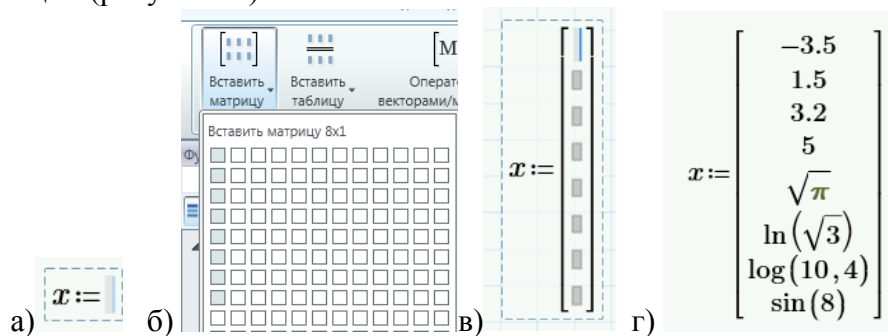 Вставить матрицу
Вставить таблицу
векторами/м
Вставить матрицу 8x1
x:=
x:=
x:=
-3.5
1.5
3.2
5
√π
ln(√3)
log(10,4)
sin(8)
а) б) в) г)